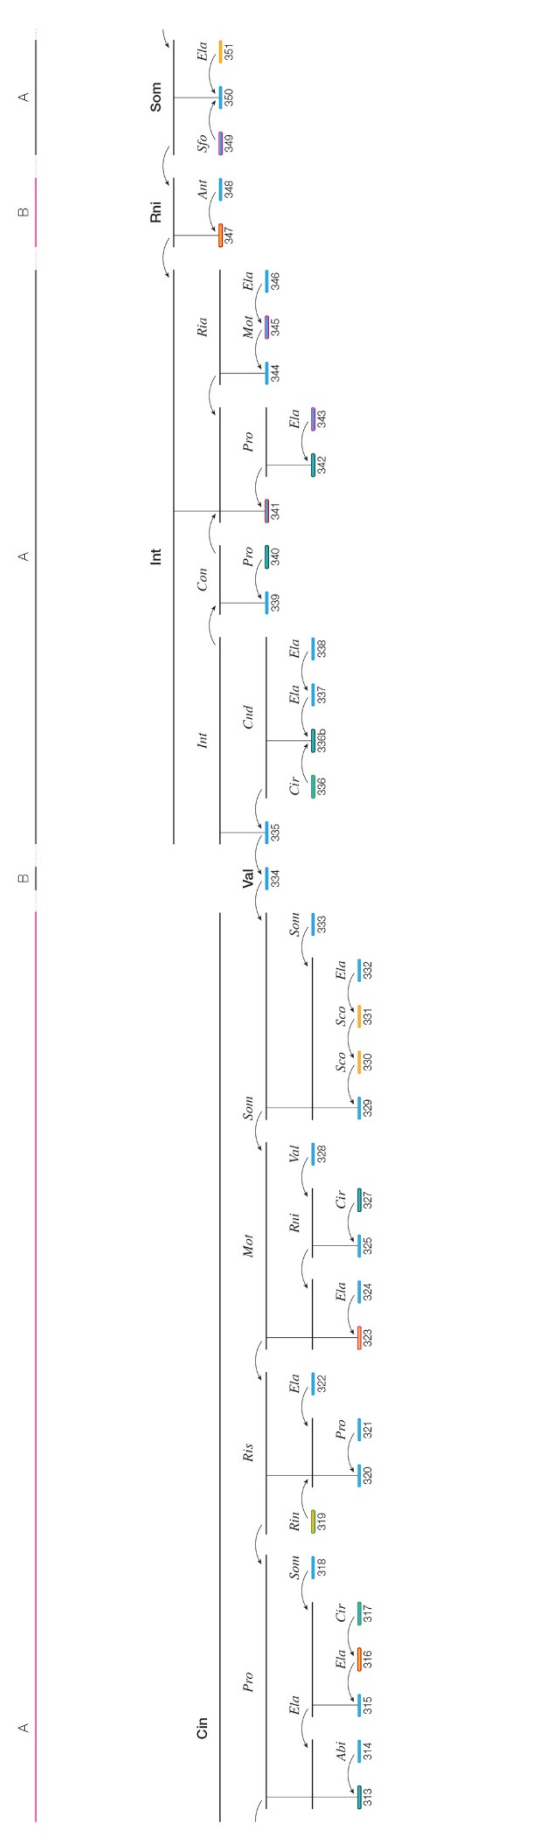 A B A B A
Int Rni Som
Cin Int Con Ria Ant Sfo Ela
347 348 349 350 351
Pro Ris Mot Som Val Cnd Pro Pro Mot Ela
334 335 339 340 341 344 345 346
Ela Som Rin Ela Rni Val Som Cir Ela Ela Ela
318 319 322 328 333 336 336b 337 338 342 343
Abi Ela Cir Pro Ela Cir Sco Sco Ela
313 314 315 316 317 320 321 323 324 325 327 329 330 331 332